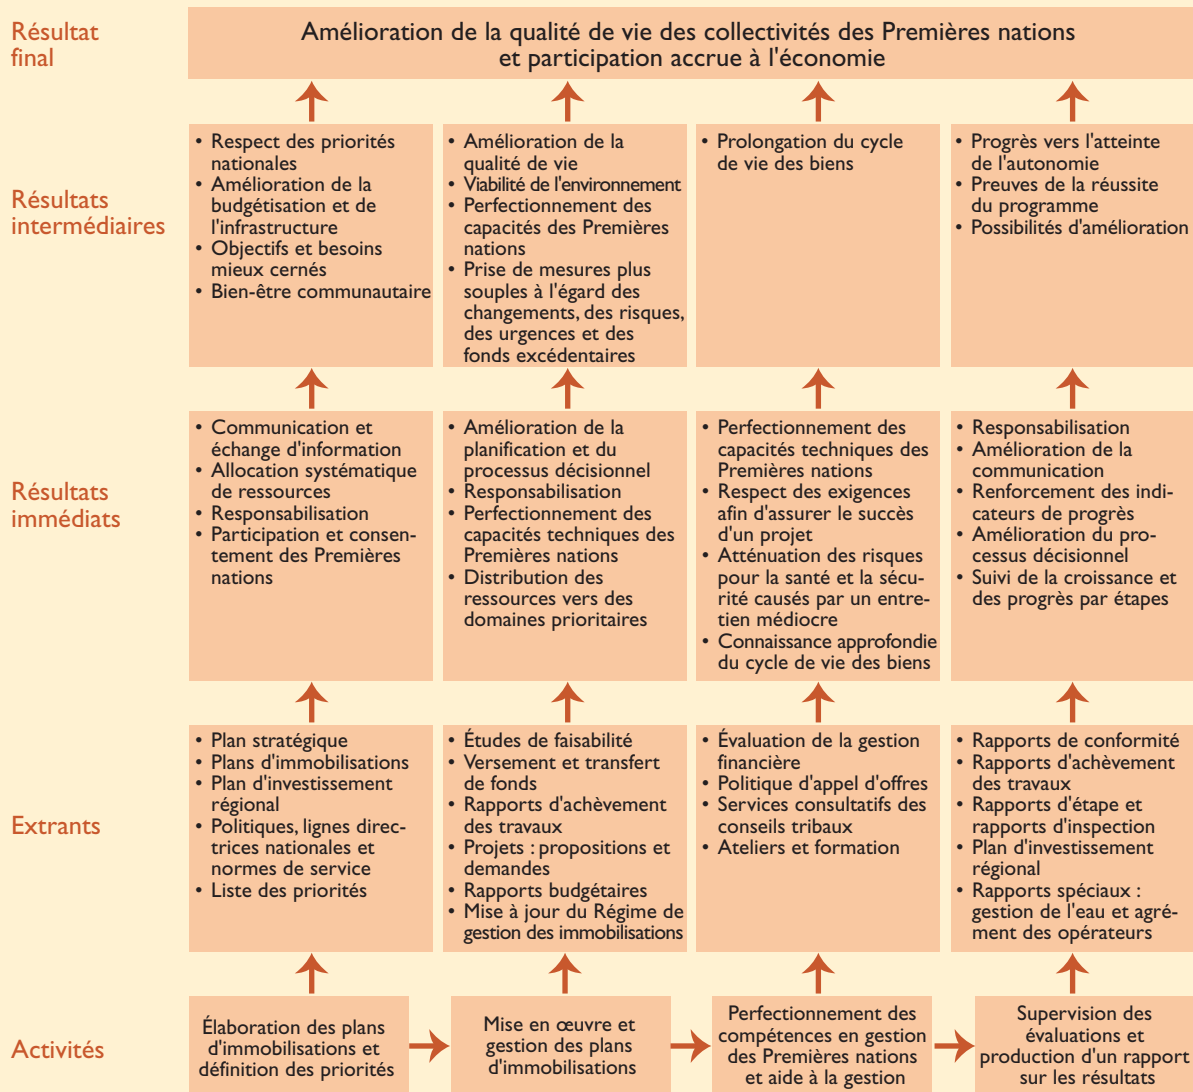 Résultat
final
Amélioration de la qualité de vie des collectivités des Premières nations
et participation accrue à l'économie
Résultats
intermédiaires
• Respect des priorités
nationales
• Amélioration de la
budgétisation et de
l'infrastructure
• Objectifs et besoins
mieux cernés
• Bien-être communautaire
• Amélioration de la
qualité de vie
• Viabilité de l'environnement
• Perfectionnement des
capacités des Premières
nations
• Prise de mesures plus
souples à l'égard des
changements, des risques,
des urgences et des
fonds excédentaires
• Prolongation du cycle
de vie des biens
• Progrès vers l'atteinte
de l'autonomie
• Preuves de la réussite
du programme
• Possibilités d'amélioration
Résultats
immédiats
• Communication et
échange d'information
• Allocation systématique
de ressources
• Responsabilisation
• Participation et consen-
tement des Premières
nations
• Amélioration de la
planification et du
processus décisionnel
• Responsabilisation
• Perfectionnement des
capacités techniques des
Premières nations
• Distribution des
ressources vers des
domaines prioritaires
• Perfectionnement des
capacités techniques des
Premières nations
• Respect des exigences
afin d'assurer le succès
d'un projet
• Atténuation des risques
pour la santé et la sécu-
rité causés par un entre-
tien médiocre
• Connaissance approfondie
du cycle de vie des biens
• Responsabilisation
• Amélioration de la
communication
• Renforcement des indi-
cateurs de progrès
• Amélioration du pro-
cessus décisionnel
• Suivi de la croissance et
des progrès par étapes
Extrants
• Plan stratégique
• Plans d'immobilisations
• Plan d'investissement
régional
• Politiques, lignes direc-
trices nationales et
normes de service
• Liste des priorités
• Études de faisabilité
• Versement et transfert
de fonds
• Rapports d'achèvement
des travaux
• Projets : propositions et
demandes
• Rapports budgétaires
• Mise à jour du Régime de
gestion des immobilisations
• Évaluation de la gestion
financière
• Politique d'appel d'offres
• Services consultatifs des
conseils tribaux
• Ateliers et formation
• Rapports de conformité
• Rapports d'achèvement
des travaux
• Rapports d'étape et
rapports d'inspection
• Plan d'investissement
régional
• Rapports spéciaux :
gestion de l'eau et agré-
ment des opérateurs
Activités
Élaboration des plans
d'immobilisations et
définition des priorités
Mise en œuvre et
gestion des plans
d'immobilisations
Perfectionnement des
compétences en gestion
des Premières nations
et aide à la gestion
Supervision des
évaluations et
production d'un rapport
sur les résultats